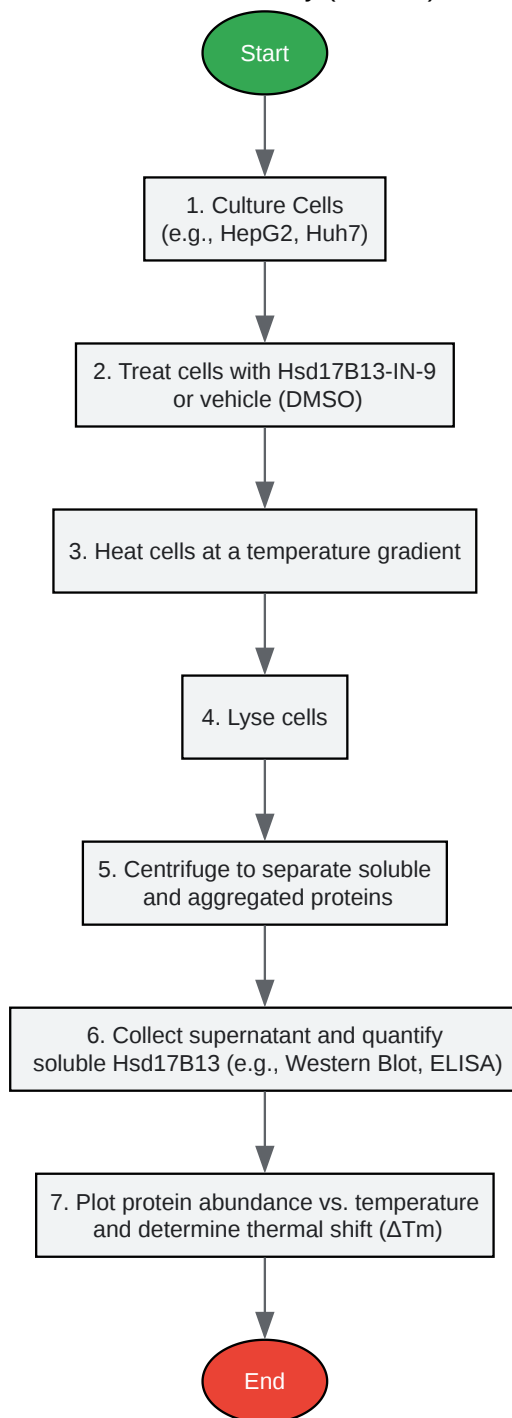 Start
1. Culture Cells
(e.g., HepG2, Huh7)
2. Treat cells with Hsd17B13-IN-9
or vehicle (DMSO)
3. Heat cells at a temperature gradient
4. Lyse cells
5. Centrifuge to separate soluble
and aggregated proteins
6. Collect supernatant and quantify
soluble Hsd17B13 (e.g., Western Blot, ELISA)
7. Plot protein abundance vs. temperature
and determine thermal shift (ΔTm)
End